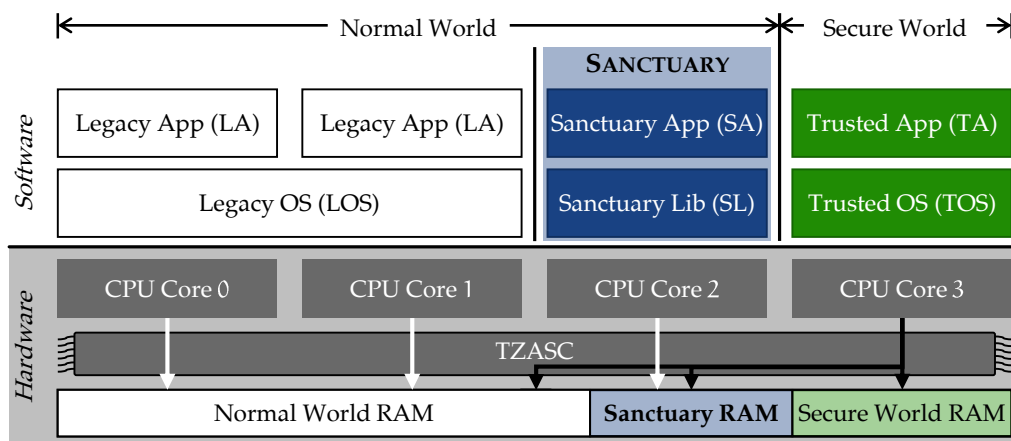 Normal World
Secure World
Software
SANCTUARY
Legacy App (LA)
Legacy App (LA)
Sanctuary App (SA)
Trusted App (TA)
Legacy OS (LOS)
Sanctuary Lib (SL)
Trusted OS (TOS)
Hardware
CPU Core 0
CPU Core 1
CPU Core 2
CPU Core 3
TZASC
Normal World RAM
Sanctuary RAM
Secure World RAM